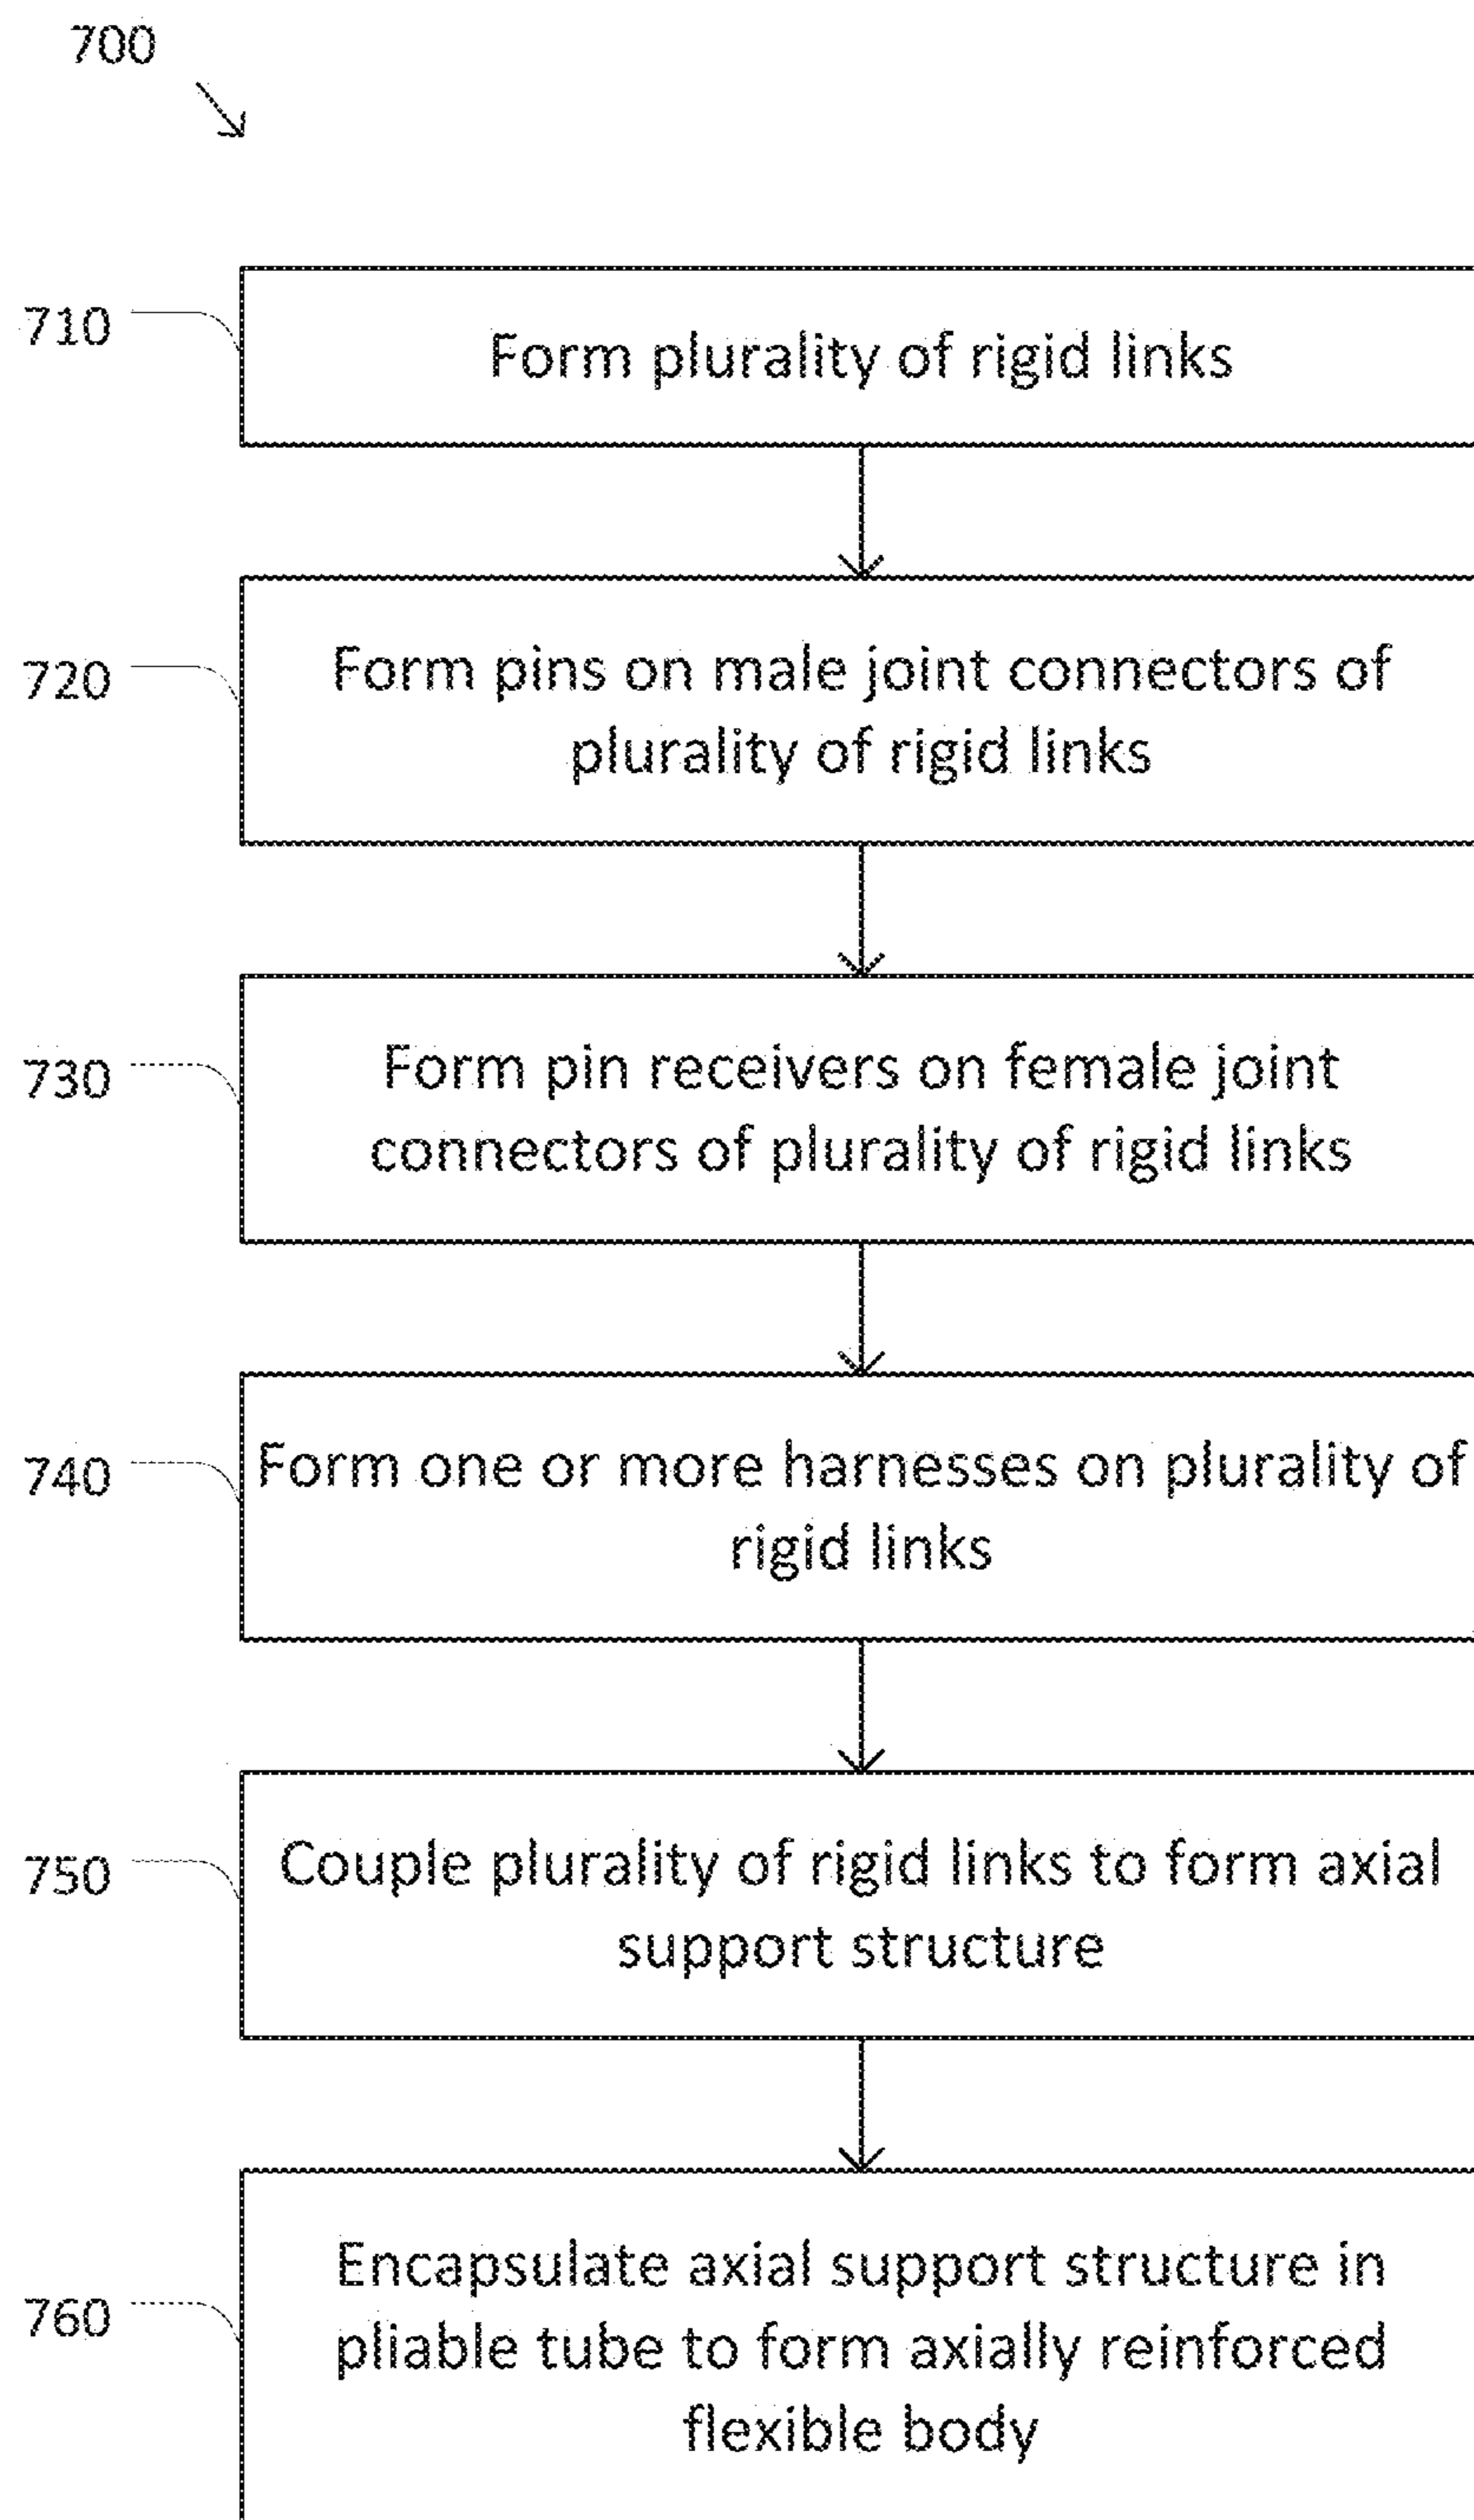 700
710
Form plurality of rigid links
720
Form pins on male joint connectors of
plurality of rigid links
730
Form pin receivers on female joint
connectors of plurality of rigid links
740
Form one or more harnesses on plurality of
rigid links
750
Couple plurality of rigid links to form axial
support structure
760
Encapsulate axial support structure in
pliable tube to form axially reinforced
flexible body